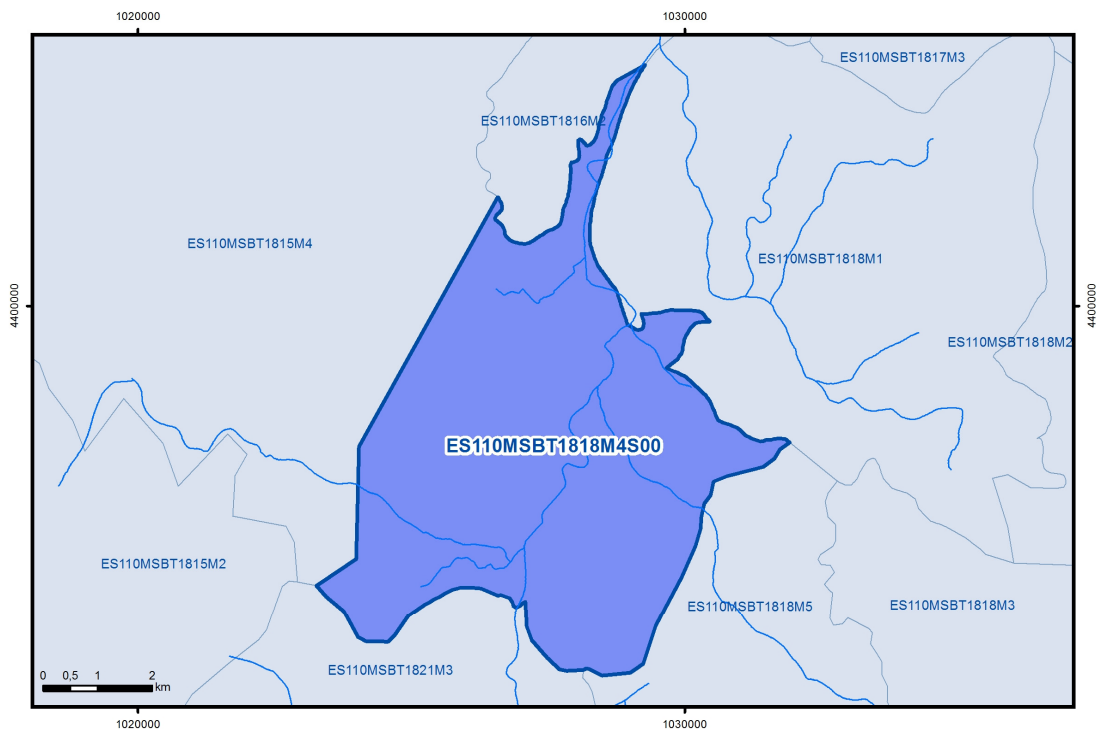 1020000 1030000
ES110MSBT1817M3
ES110MSBT1816M2
ES110MSBT1815M4
ES110MSBT1818M1
4400000 4400000
ES110MSBT1818M2
ES110MSBT1818M4S00
ES110MSBT1815M2
ES110MSBT1818M5 ES110MSBT1818M3
ES110MSBT1821M3
0 0,5 1 2
km
1020000 1030000